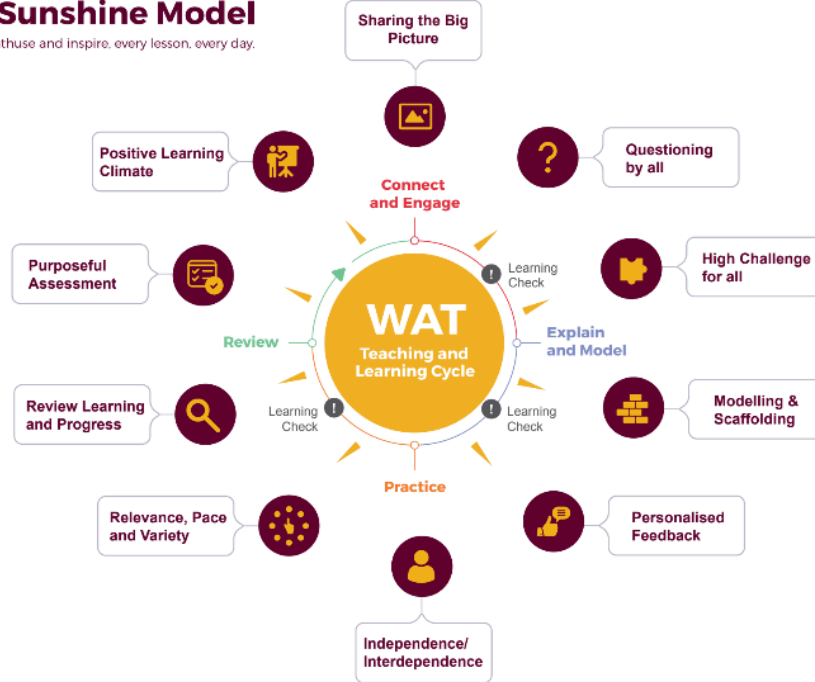 Sunshine Model
thuse and inspire, every lesson, every day.
Sharing the Big
Picture
Positive Learning
Climate
Questioning
by all
Connect
and Engage
Purposeful
Assessment
Learning
Check
High Challenge
for all
WAT
Teaching and
Learning Cycle
Review
Explain
and Model
Review Learning
and Progress
Learning
Check
Learning
Check
Modelling &
Scaffolding
Practice
Relevance, Pace
and Variety
Personalised
Feedback
Independence/
Interdependence